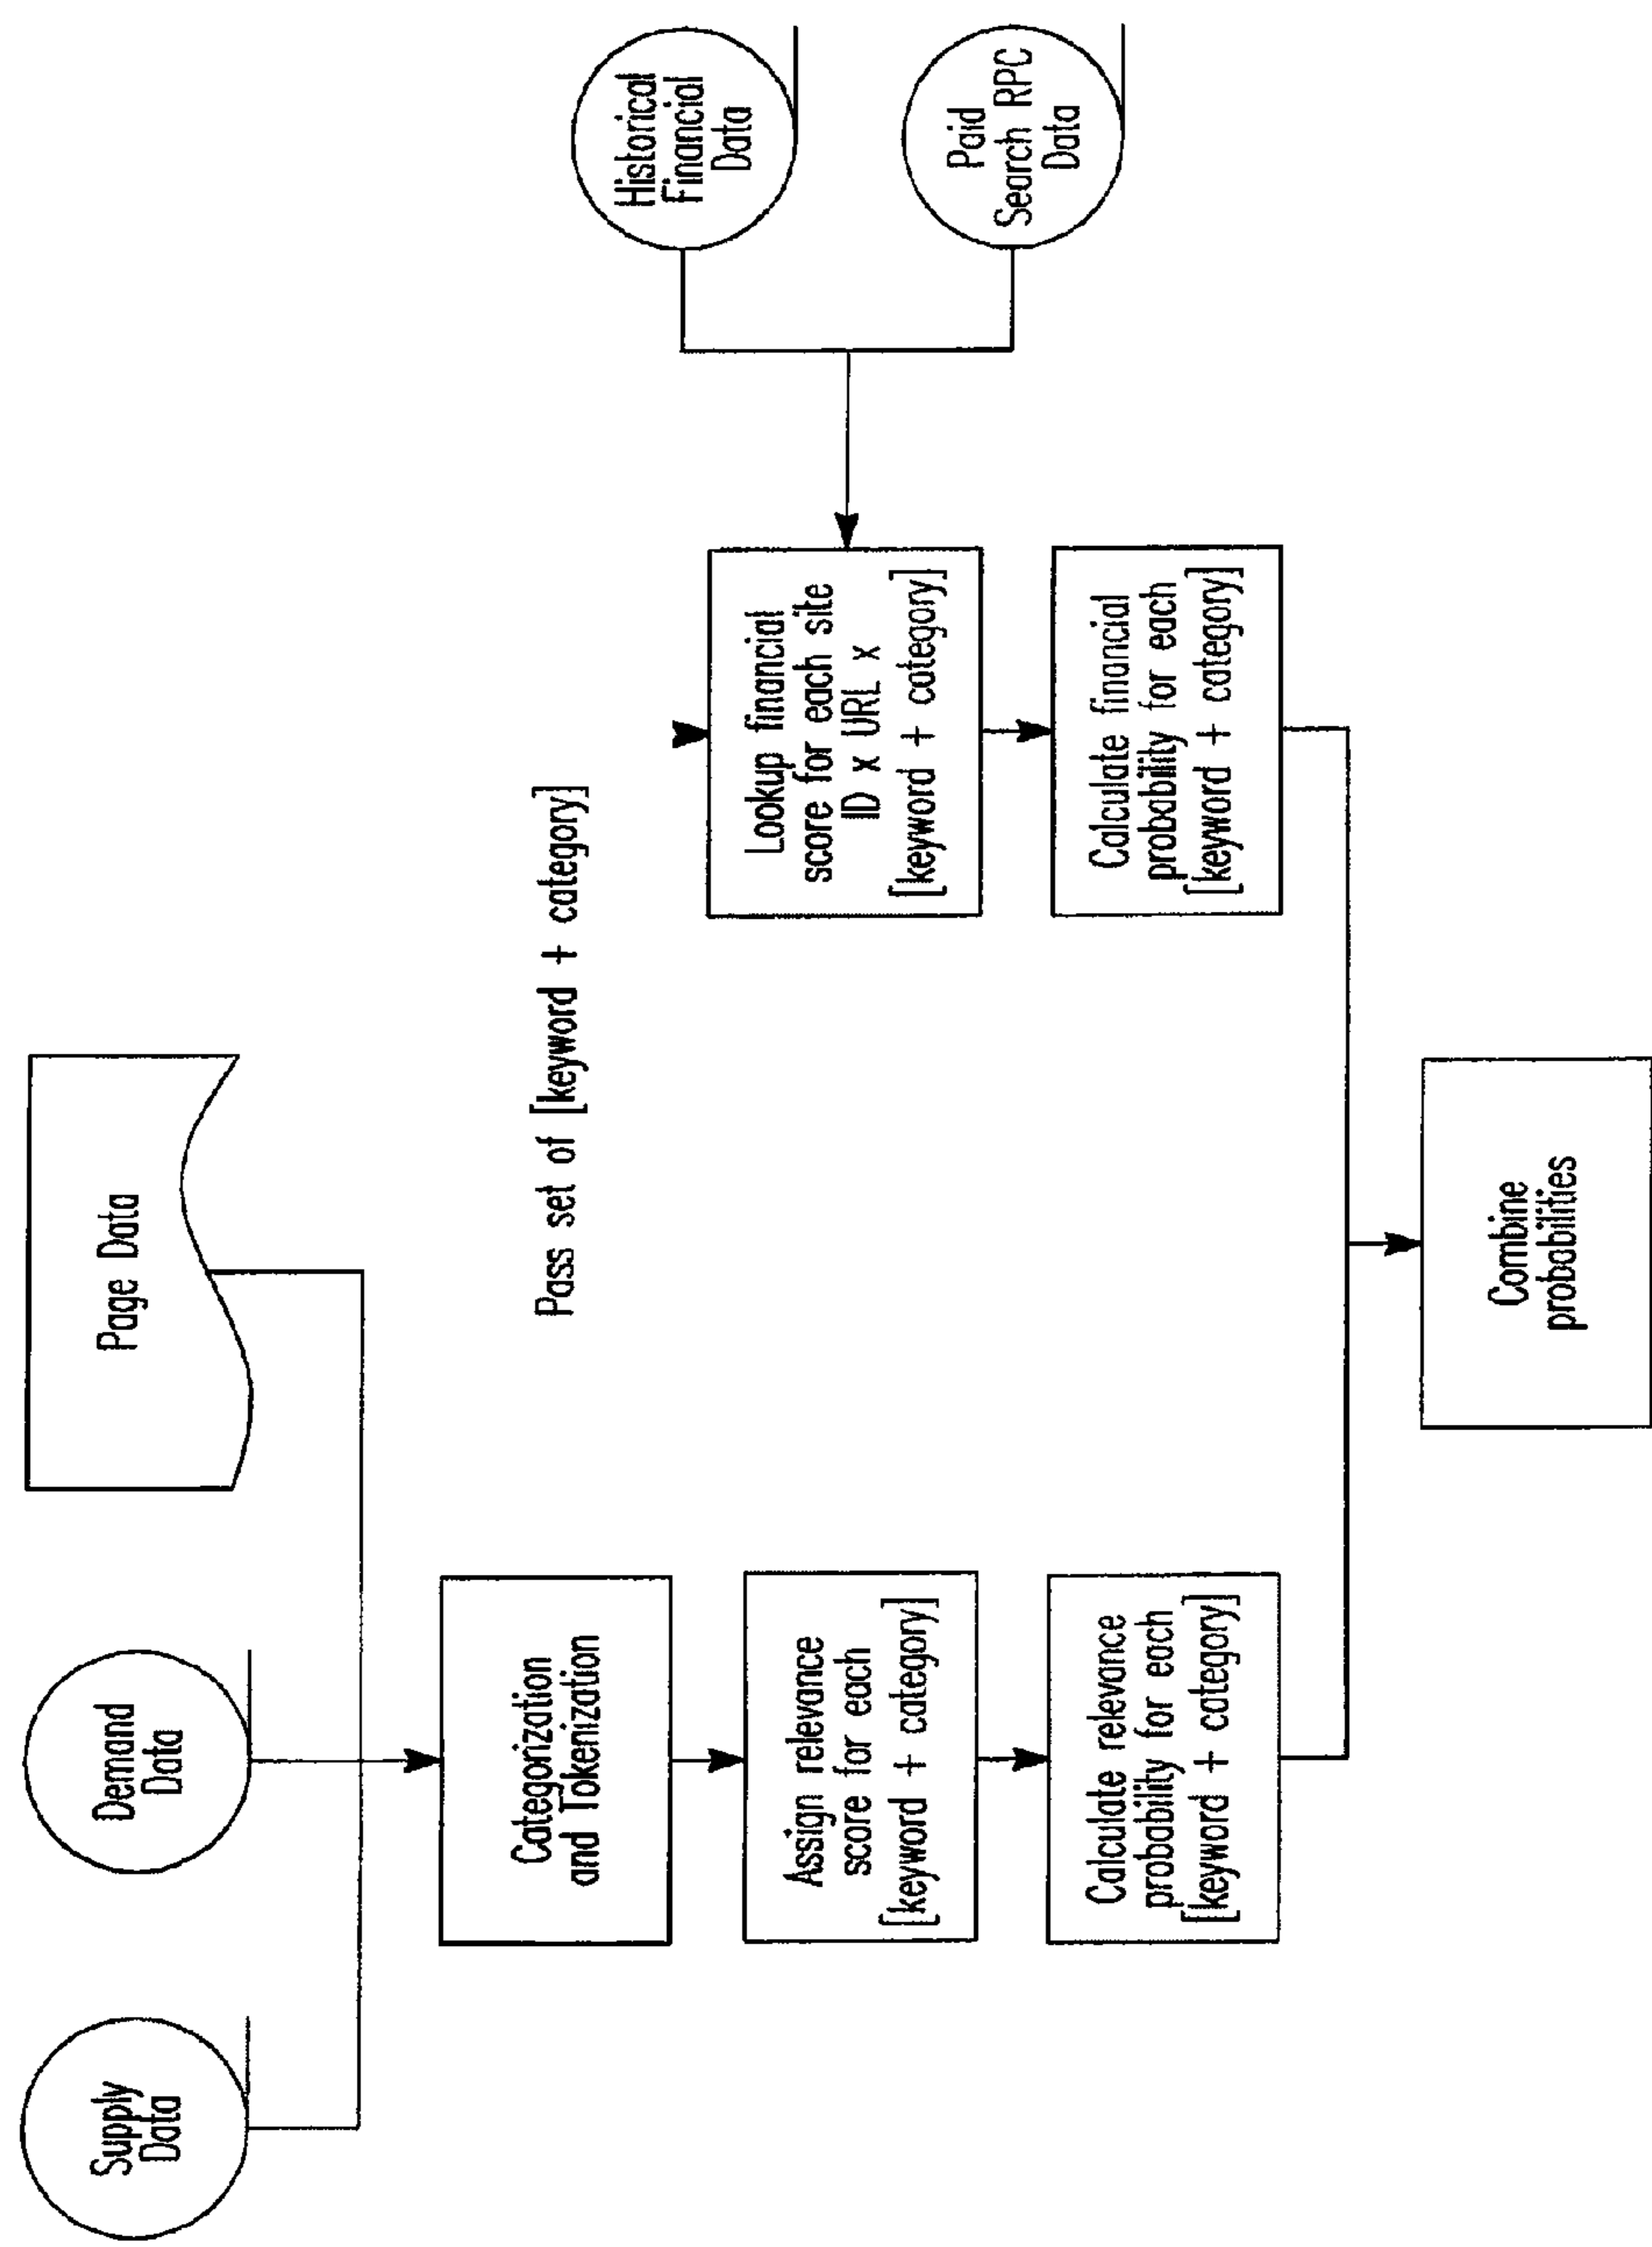 Supply
Data
Demand
Data
Page Data
Categorization
and Tokenization
Pass set of [keyword + category]
Historical
Financial
Data
Paid
Search RPC
Data
Assign relevance
score for each
[keyword + category]
Lookup financial
score for each site
ID x URL x
[keyword + category]
Calculate relevance
probability for each
[keyword + category]
Calculate financial
probability for each
[keyword + category]
Combine
probabilities